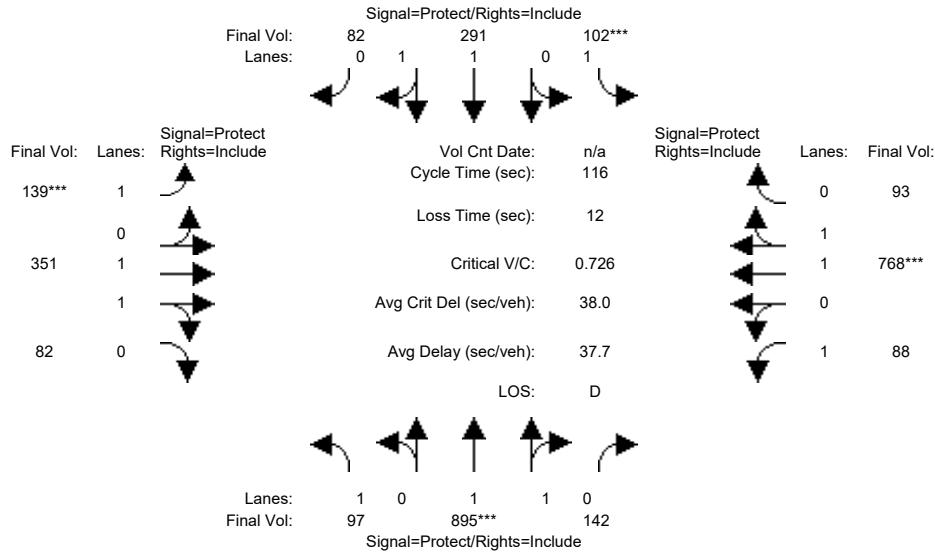 Signal=Protect/Rights=Include
Final Vol: 82 291 102***
Lanes: 0 1 1 0 1
Signal=Protect Signal=Protect
Final Vol: Lanes: Rights=Include Vol Cnt Date: n/a Rights=Include Lanes: Final Vol:
Cycle Time (sec): 116
139*** 1 0 93
Loss Time (sec): 12
0 1
351 1 Critical V/C: 0.726 1 768***
1 Avg Crit Del (sec/veh): 38.0 0
82 0 Avg Delay (sec/veh): 37.7 1 88
LOS: D
Lanes: 1 0 1 1 0
Final Vol: 97 895*** 142
Signal=Protect/Rights=Include